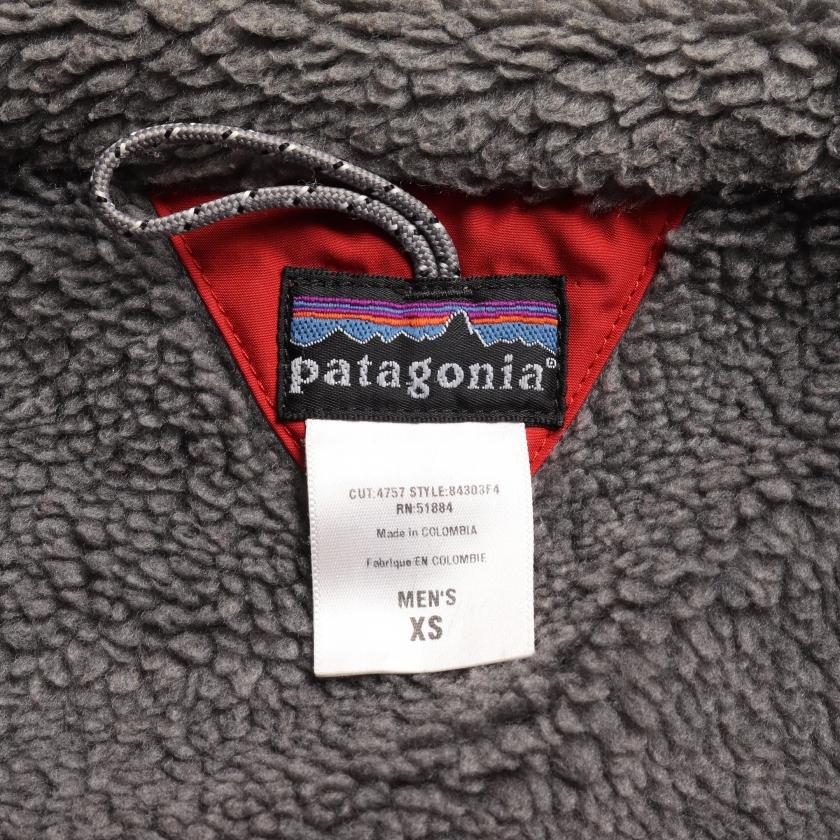 patagonia®
CUT:4757 STYLE:84303F4
RN:51884
Made in COLOMBIA
Fabrique EN COLOMBIE
MEN'S
XS